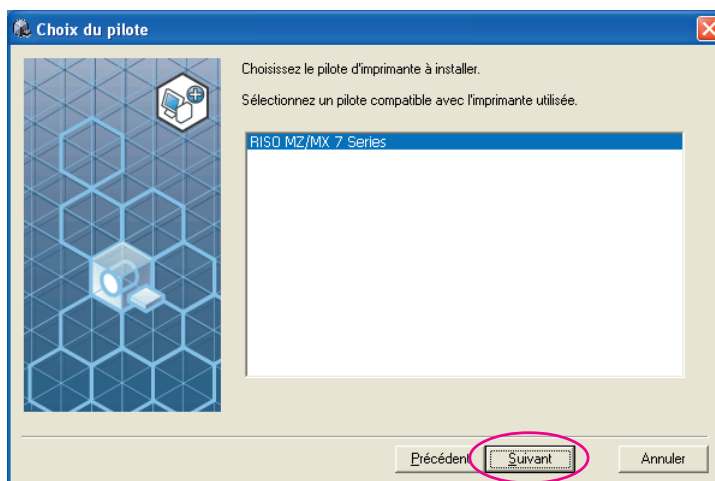 Choix du pilote
Choisissez le pilote d'imprimante à installer.
Sélectionnez un pilote compatible avec l'imprimante utilisée.
RISO MZ/MX 7 Series
Précédent Suivant Annuler